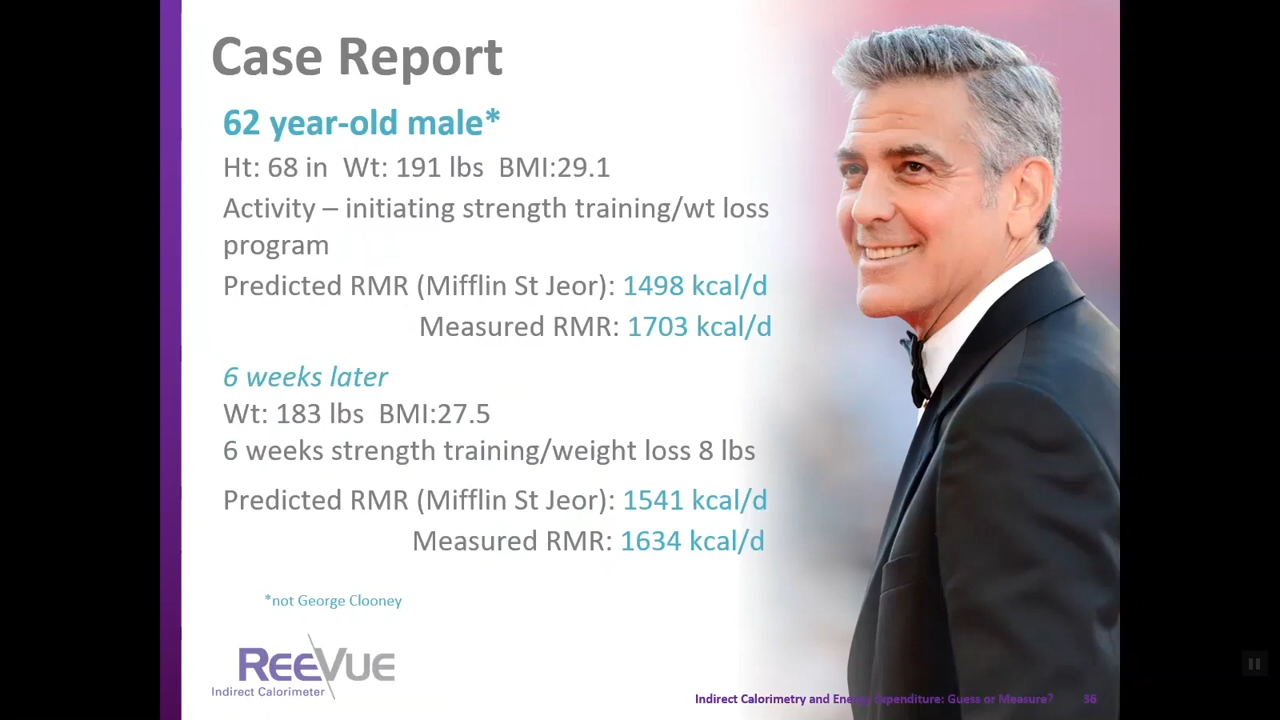 Case Report
62 year-old male*
Ht: 68 in  Wt: 191 lbs  BMI:29.1
Activity – initiating strength training/wt loss
program
Predicted RMR (Mifflin St Jeor): 1498 kcal/d
Measured RMR: 1703 kcal/d
6 weeks later
Wt: 183 lbs  BMI:27.5
6 weeks strength training/weight loss 8 lbs
Predicted RMR (Mifflin St Jeor): 1541 kcal/d
Measured RMR: 1634 kcal/d
*not George Clooney
REEVUE
Indirect Calorimeter
Indirect Calorimetry and Energy Expenditure: Guess or Measure? 36